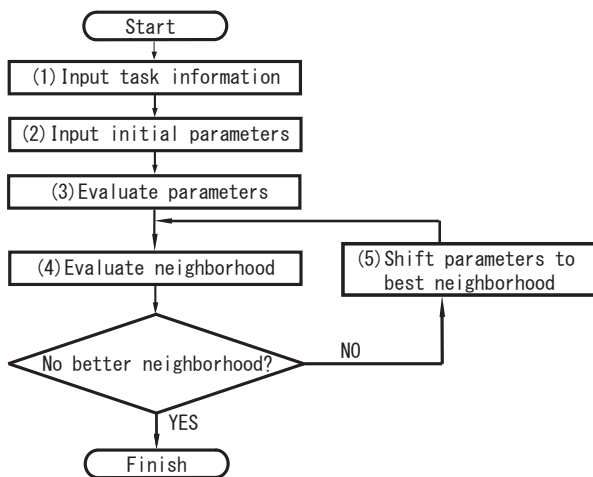 Start
(1)Input task information
(2)Input initial parameters
(3)Evaluate parameters
(4)Evaluate neighborhood
(5)Shift parameters to
best neighborhood
No better neighborhood?
NO
YES
Finish